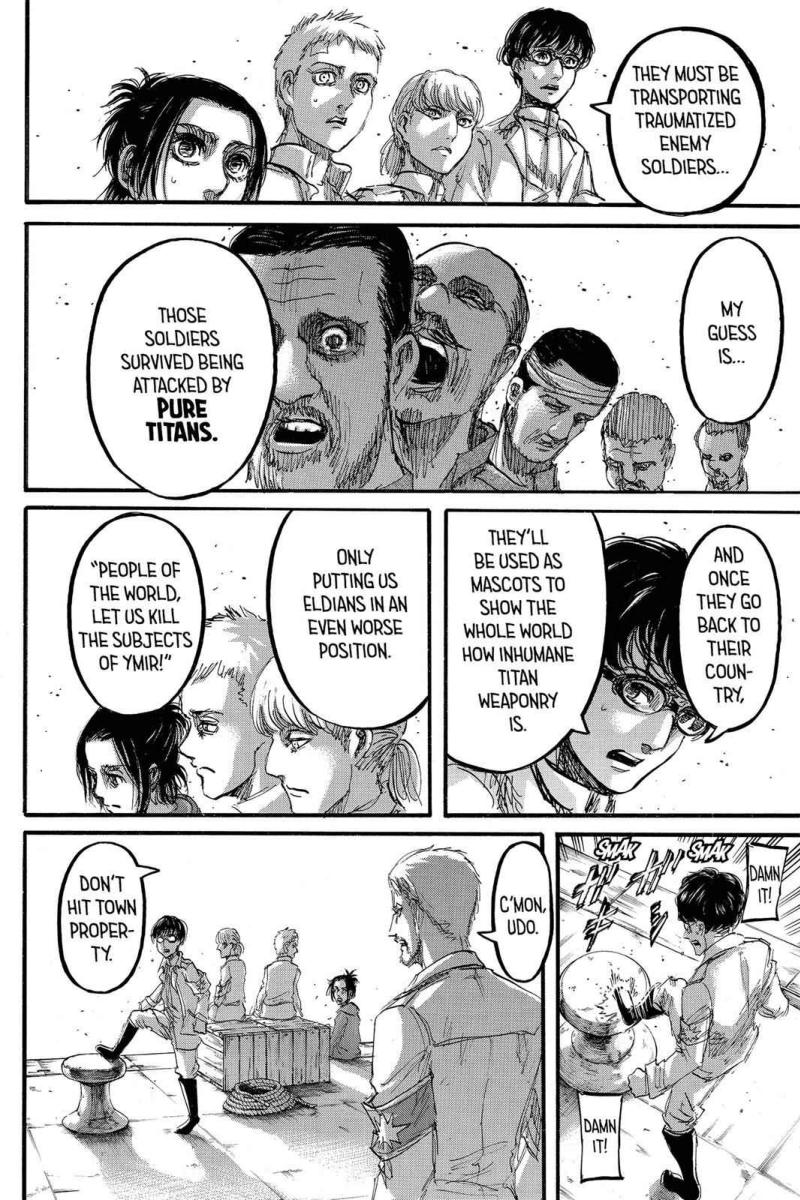 THEY MUST BE
TRANSPORTING
TRAUMATIZED
ENEMY
SOLDIERS...
MY
GUESS
IS...
THOSE
SOLDIERS
SURVIVED BEING
ATTACKED BY
PURE
TITANS.
AND
ONCE
THEY GO
BACK TO
THEIR
COUN-
TRY,
THEY'LL
BE USED AS
MASCOTS TO
SHOW THE
WHOLE WORLD
HOW INHUMANE
TITAN
WEAPONRY
IS.
ONLY
PUTTING US
ELDIANS IN AN
EVEN WORSE
POSITION.
"PEOPLE OF
THE WORLD,
LET US KILL
THE SUBJECTS
OF YMIR!"
DAMN
IT!
SMAK
SMAK
DAMN
IT!
C'MON,
UDO.
DON'T
HIT TOWN
PROPER-
TY.